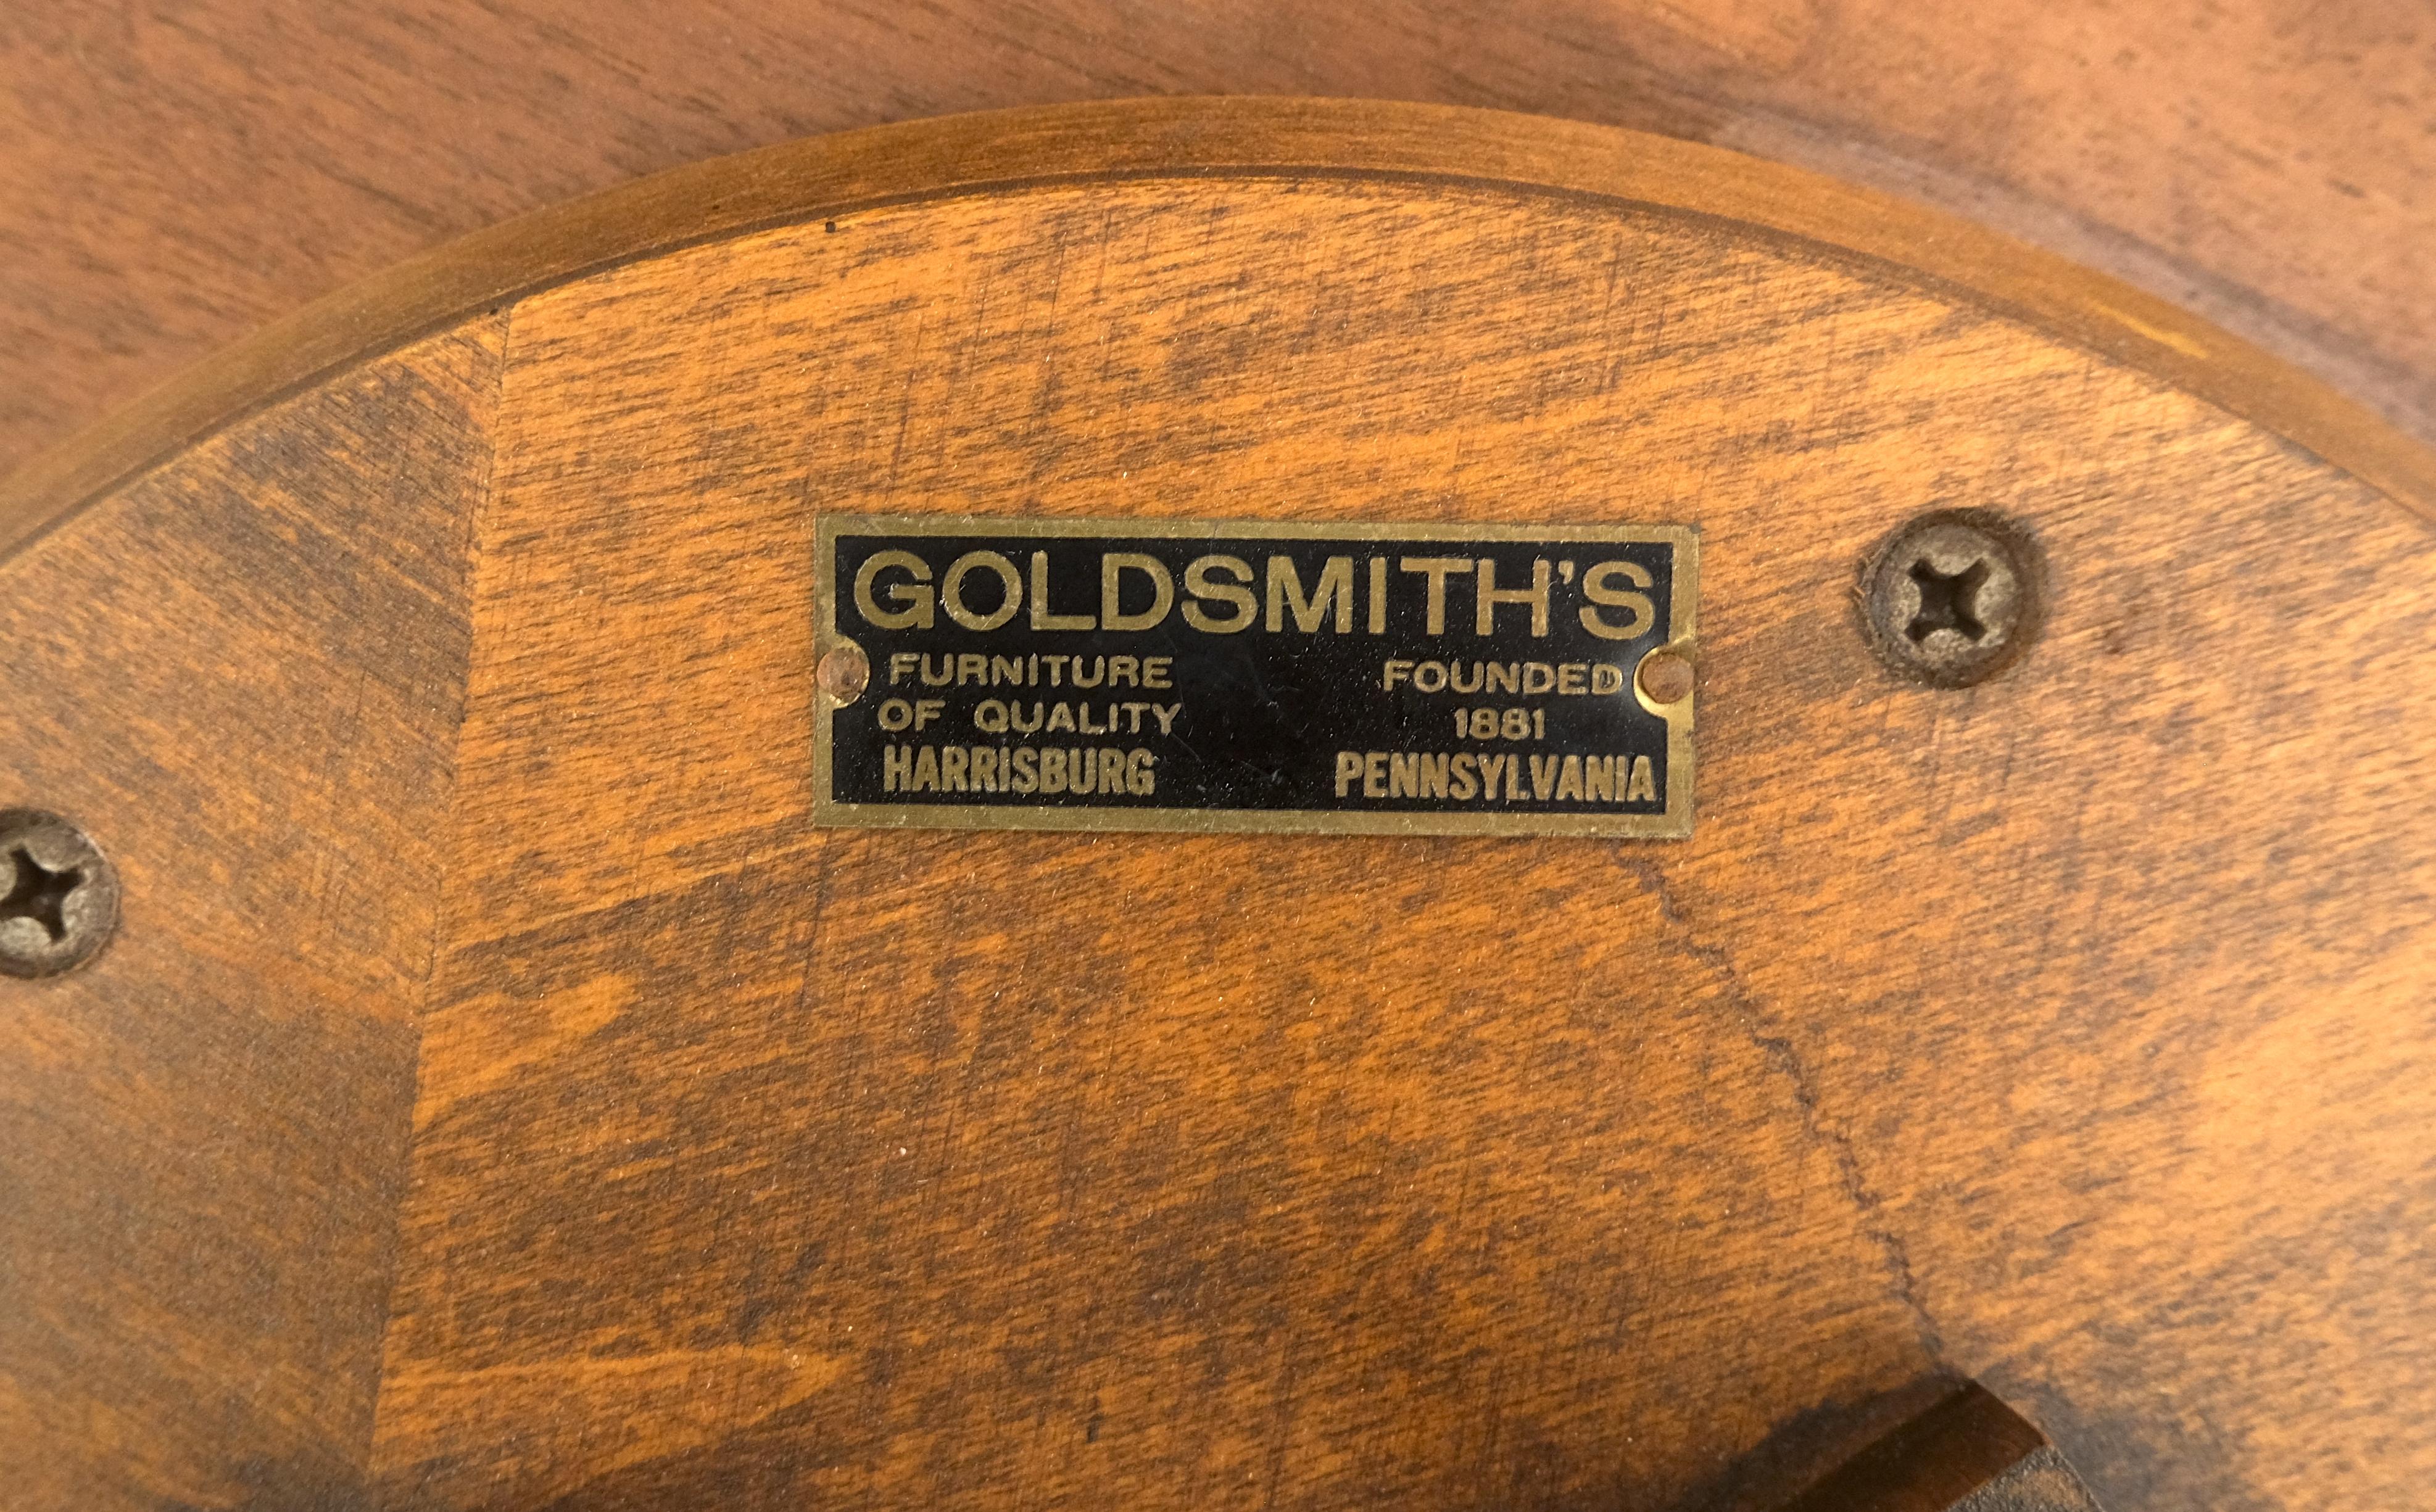 GOLDSMITH'S
FURNITURE
OF QUALITY
HARRISBURG
FOUNDED
1881
PENNSYLVANIA